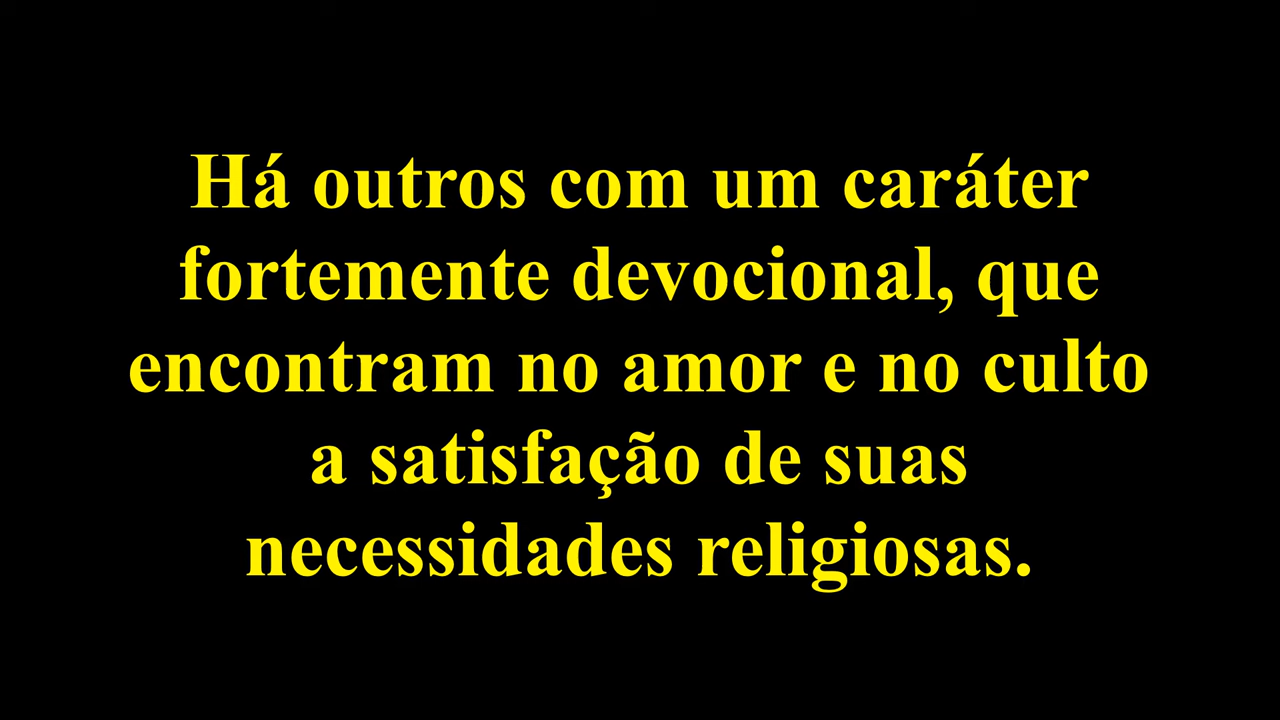 Há outros com um caráter
fortemente devocional, que
encontram no amor e no culto
a satisfação de suas
necessidades religiosas.